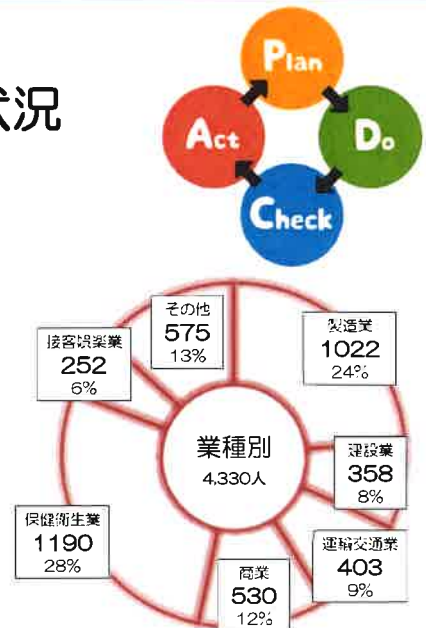 状況
Plan
Do
Check
Act
業種別
4,330人
製造業
1022
24%
建設業
358
8%
運輸交通業
403
9%
商業
530
12%
保健衛生業
1190
28%
接客娯楽業
252
6%
その他
575
13%